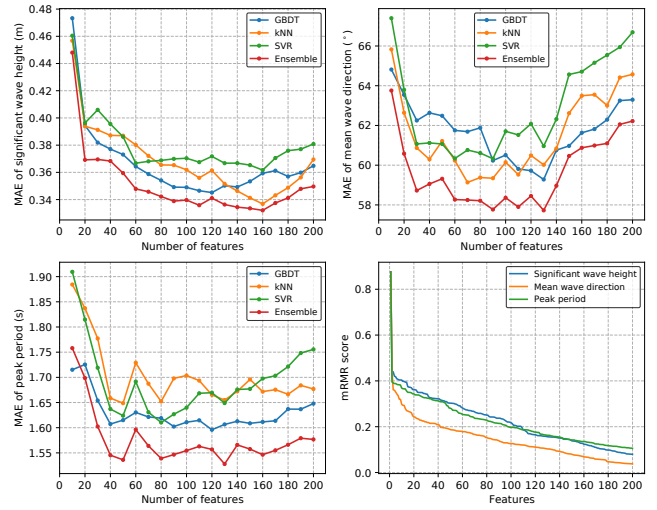 MAE of significant wave height (m)
0.48
0.46
0.44
0.42
0.40
0.38
0.36
0.34
0 20 40 60 80 100 120 140 160 180 200
Number of features
GBDT
kNN
SVR
Ensemble
MAE of mean wave direction (°)
66
64
62
60
58
0 20 40 60 80 100 120 140 160 180 200
Number of features
GBDT
kNN
SVR
Ensemble
MAE of peak period (s)
1.90
1.85
1.80
1.75
1.70
1.65
1.60
1.55
0 20 40 60 80 100 120 140 160 180 200
Number of features
GBDT
kNN
SVR
Ensemble
mRMR score
0.8
0.6
0.4
0.2
0.0
0 20 40 60 80 100 120 140 160 180 200
Features
Significant wave height
Mean wave direction
Peak period